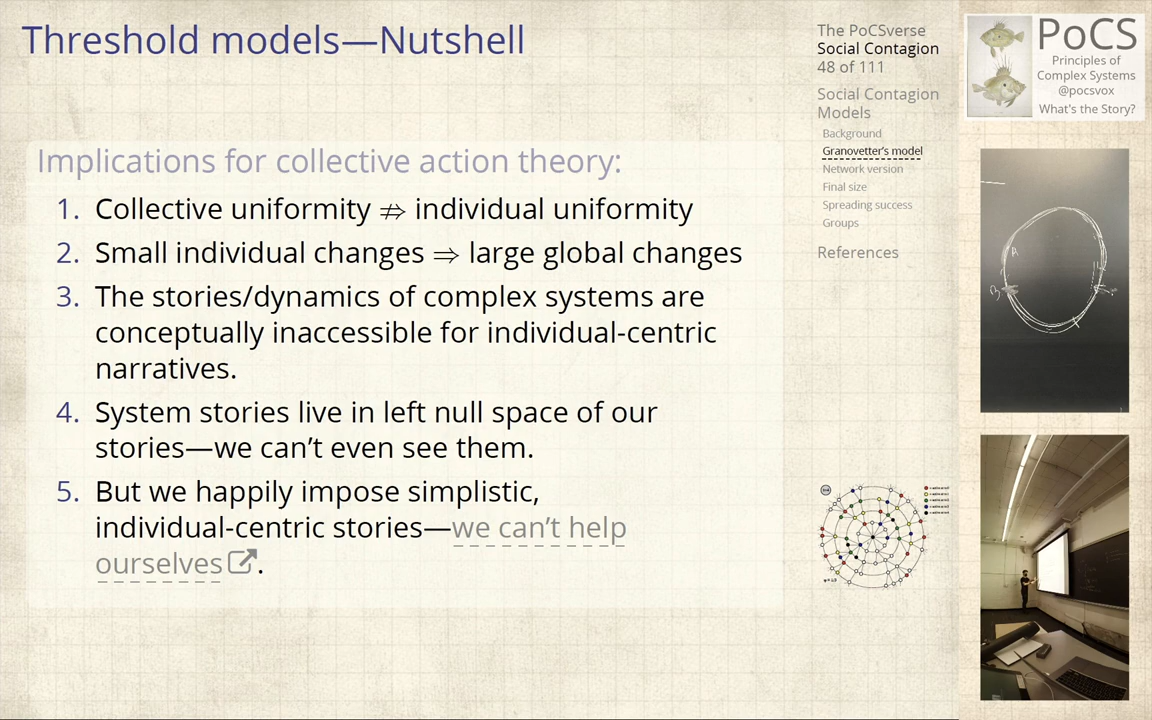 Threshold models—Nutshell
Implications for collective action theory:
1. Collective uniformity ⇏ individual uniformity
2. Small individual changes ⇒ large global changes
3. The stories/dynamics of complex systems are
conceptually inaccessible for individual-centric
narratives.
4. System stories live in left null space of our
stories—we can’t even see them.
5. But we happily impose simplistic,
individual-centric stories—we can’t help
ourselves.
The PoCSverse
Social Contagion
48 of 111
Social Contagion
Models
Background
Granovetter’s model
Network version
Final size
Spreading success
Groups
References
PoCS
Principles of
Complex Systems
@pocsvox
What’s the Story?
A
B